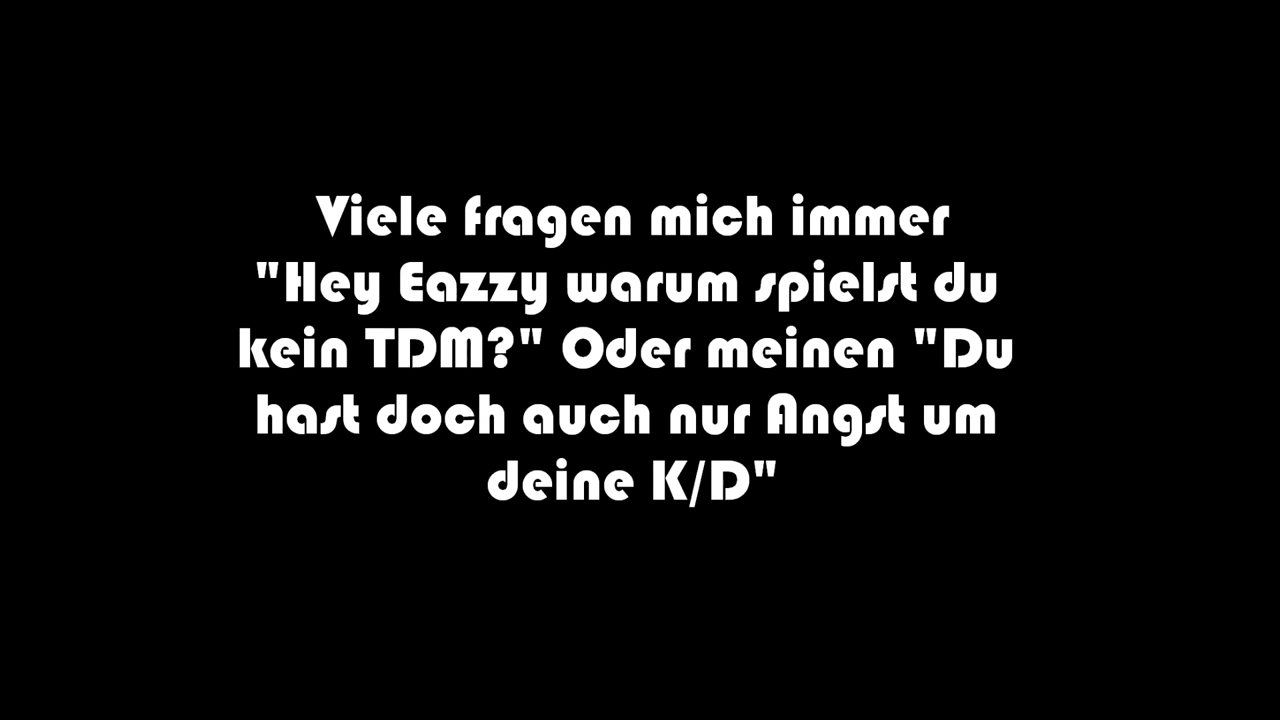 Viele fragen mich immer
"Hey Eazzy warum spielst du
kein TDM?" Oder meinen "Du
hast doch auch nur Angst um
deine K/D"